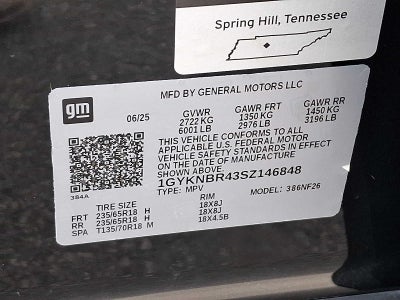 Spring Hill, Tennessee
gm
MFD BY GENERAL MOTORS LLC
06/25 GVWR GAWR FRT GAWR RR
2722 KG 1350 KG 1450 KG
6001 LB 2976 LB 3196 LB
THIS VEHICLE CONFORMS TO ALL
APPLICABLE U.S. FEDERAL MOTOR
VEHICLE SAFETY STANDARDS IN EFFECT
ON THE DATE OF MANUFACTURE
SHOWN ABOVE.
1GYKNBR43SZ146848
TYPE: MPV MODEL: 386NF26
384A
TIRE SIZE RIM
FRT 235/65R18 H 18X8J
RR 235/65R18 H 18X8J
SPA T135/70R18 M 18X4.5B